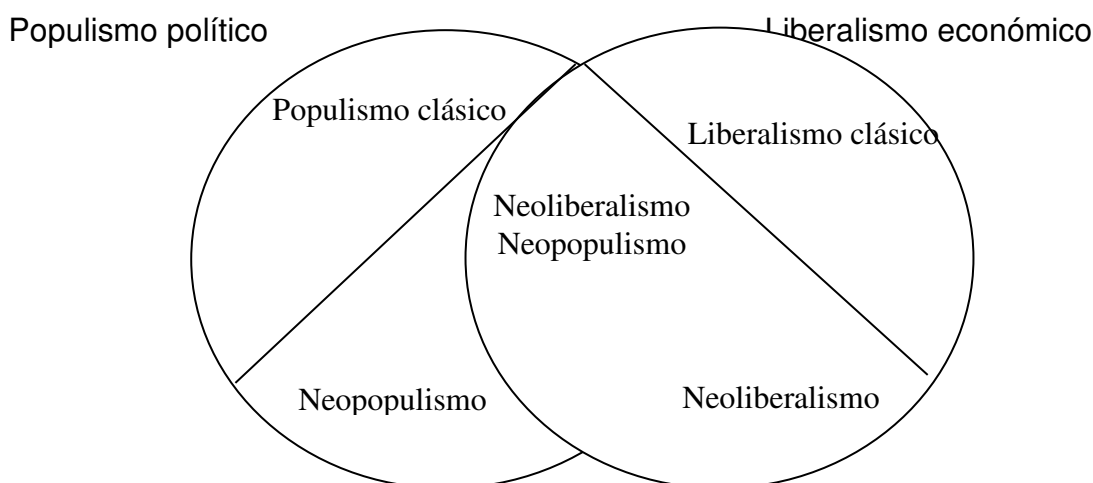 Populismo político
Liberalismo económico
Populismo clásico
Liberalismo clásico
Neoliberalismo
Neopopulismo
Neopopulismo
Neoliberalismo